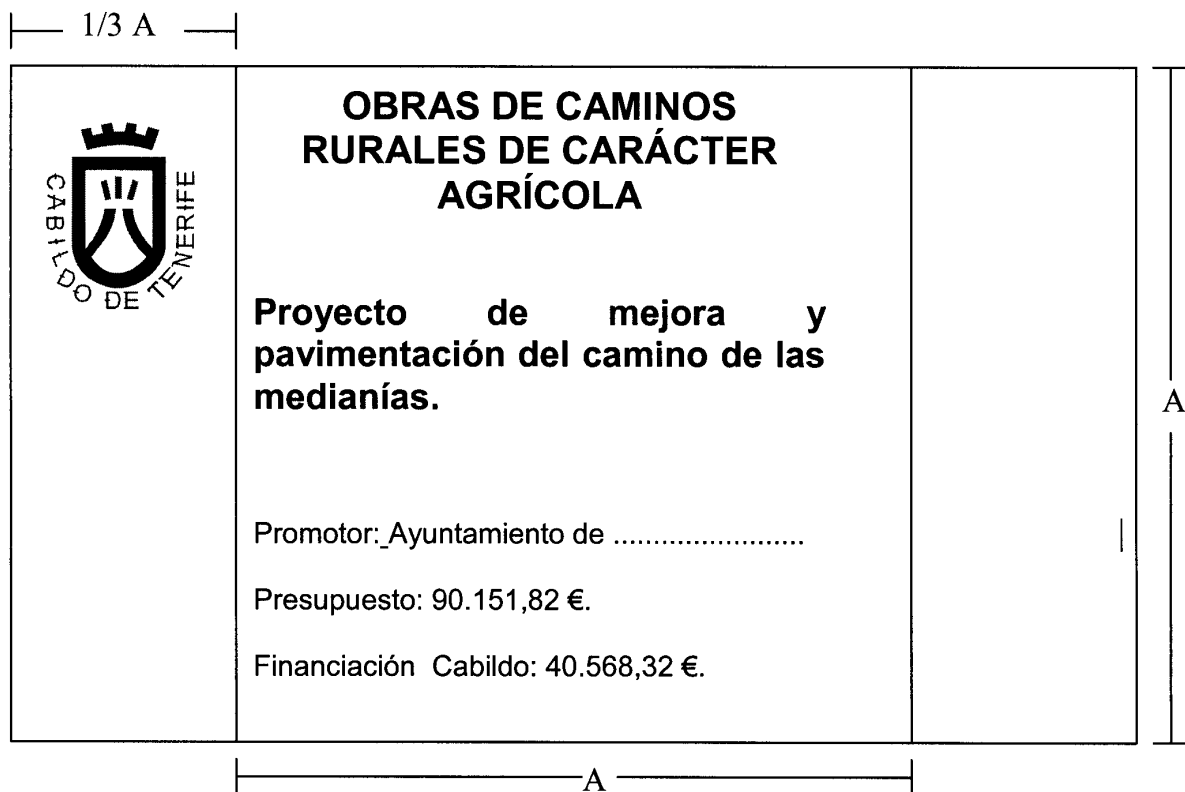 1/3 A
OBRAS DE CAMINOS
RURALES DE CARÁCTER
AGRÍCOLA
CABILDO DE TENERIFE
Proyecto de mejora y
pavimentación del camino de las
medianías.
A
Promotor: Ayuntamiento de ........................
Presupuesto: 90.151,82 €.
Financiación Cabildo: 40.568,32 €.
A